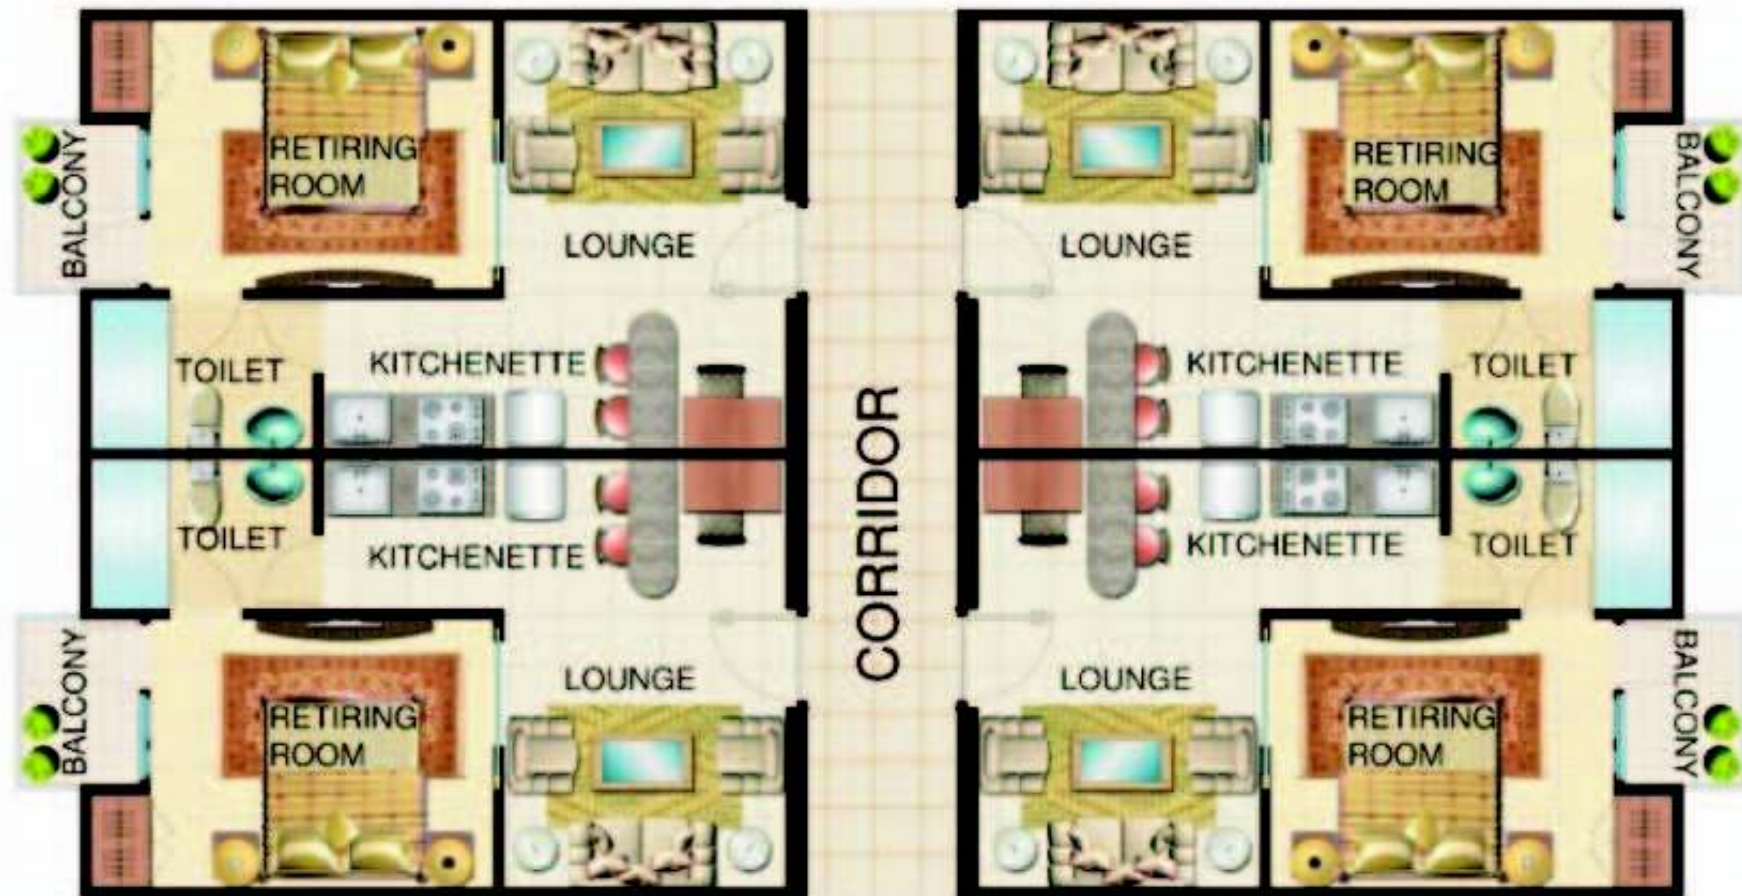 RETIRING
ROOM
BALCONY
LOUNGE
TOILET
KITCHENETTE
TOILET
KITCHENETTE
BALCONY
LOUNGE
RETIRING
ROOM
CORRIDOR
LOUNGE
RETIRING
ROOM
BALCONY
KITCHENETTE
TOILET
KITCHENETTE
TOILET
LOUNGE
BALCONY
RETIRING
ROOM